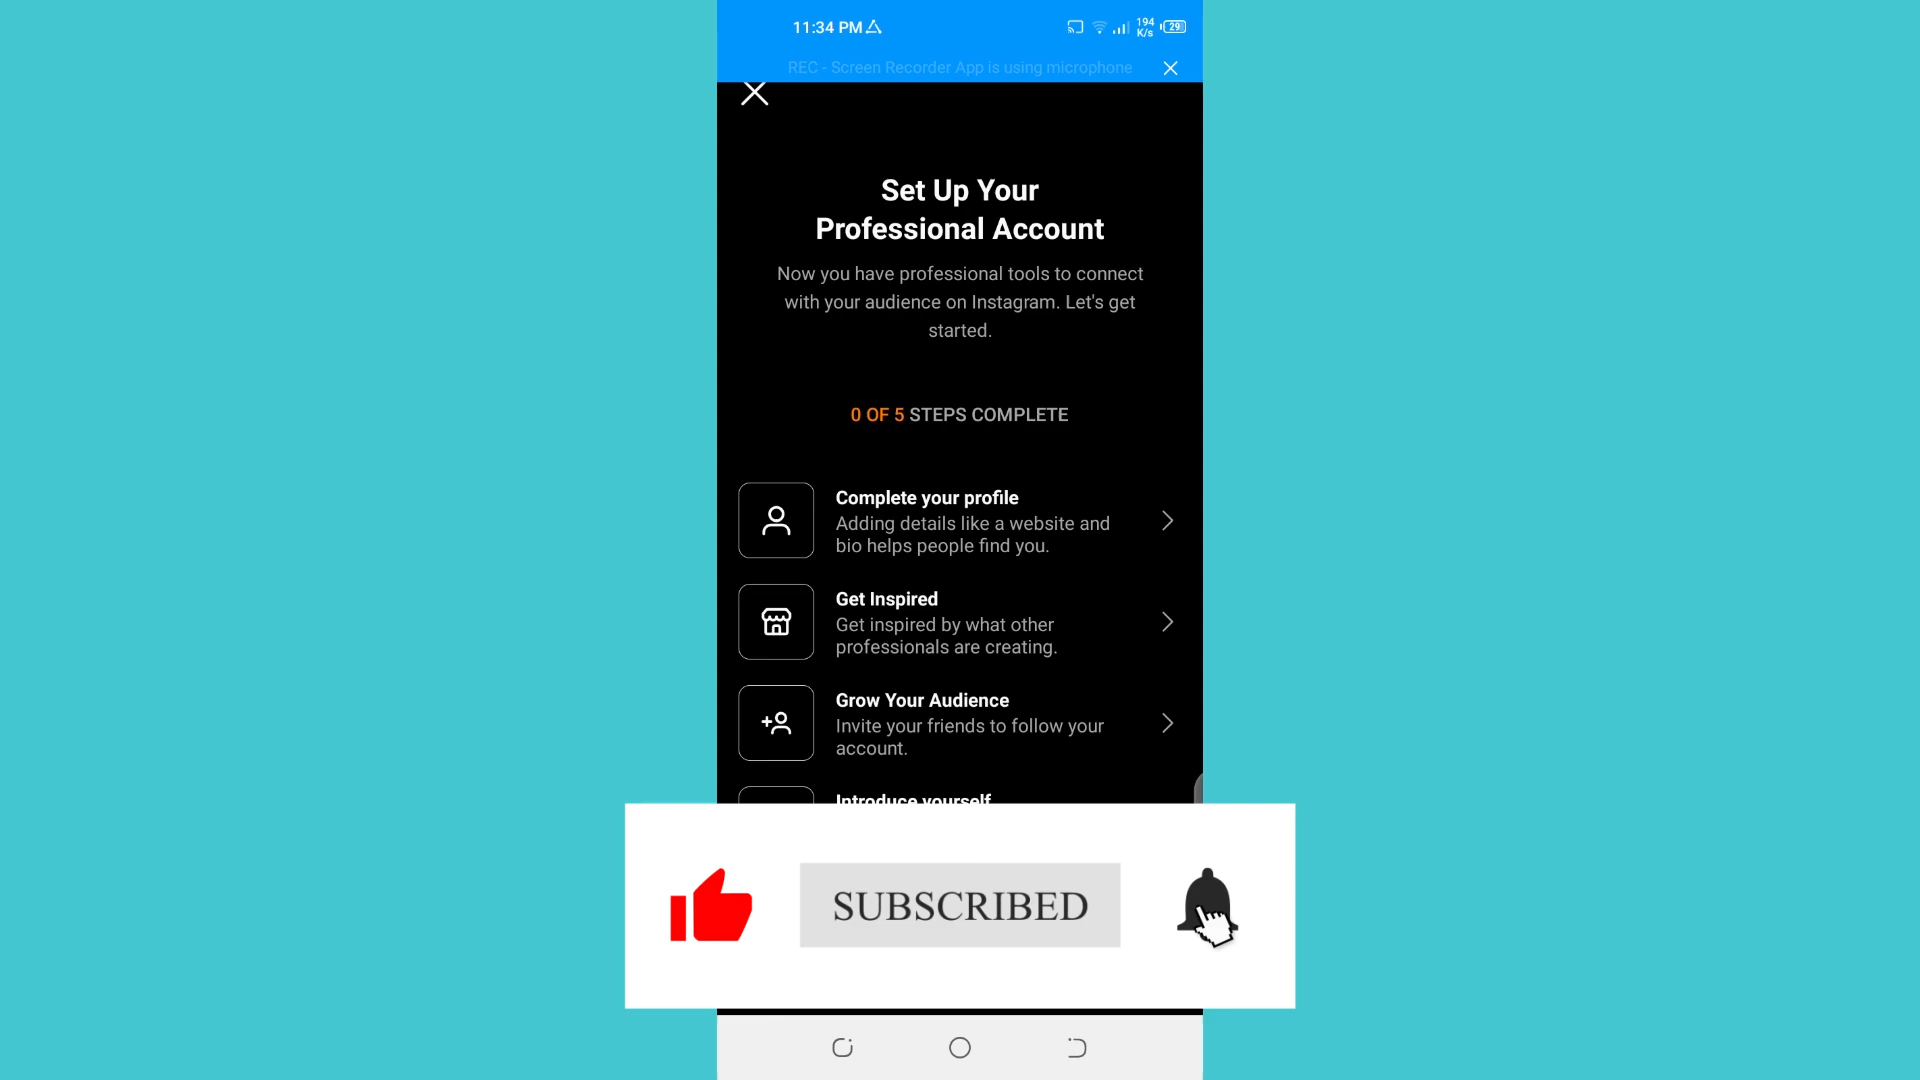 11:34 PM
194
K/s
29
REC - Screen Recorder App is using microphone
Set Up Your
Professional Account
Now you have professional tools to connect
with your audience on Instagram. Let's get
started.
0 OF 5 STEPS COMPLETE
Complete your profile
Adding details like a website and
bio helps people find you.
Get Inspired
Get inspired by what other
professionals are creating.
Grow Your Audience
Invite your friends to follow your
account.
Introduce yourself
SUBSCRIBED